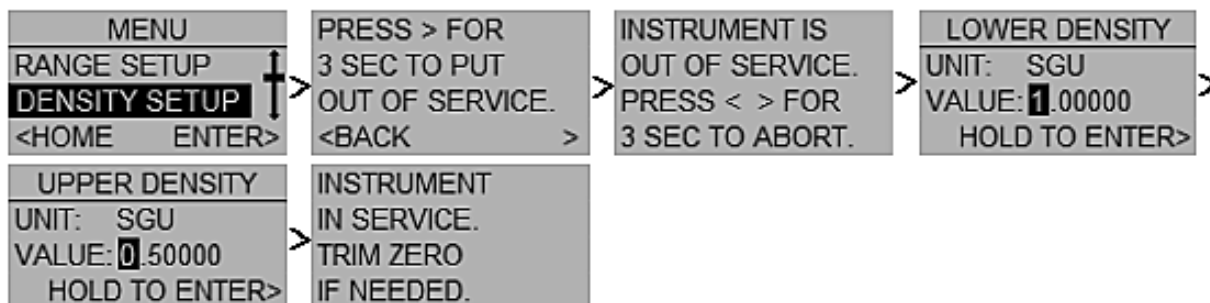 MENU
RANGE SETUP
DENSITY SETUP
<HOME ENTER>
>
PRESS > FOR
3 SEC TO PUT
OUT OF SERVICE.
<BACK >
>
INSTRUMENT IS
OUT OF SERVICE.
PRESS < > FOR
3 SEC TO ABORT.
>
LOWER DENSITY
UNIT: SGU
VALUE: 1.00000
HOLD TO ENTER>
>
UPPER DENSITY
UNIT: SGU
VALUE: 0.50000
HOLD TO ENTER>
>
INSTRUMENT
IN SERVICE.
TRIM ZERO
IF NEEDED.